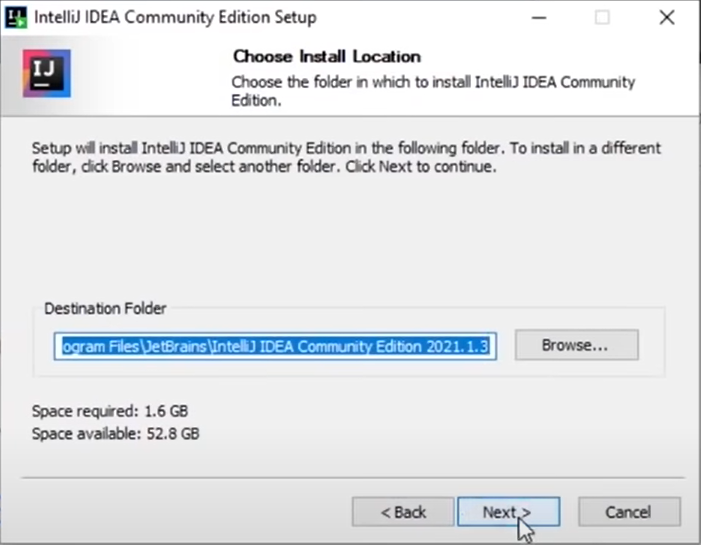 IntelliJ IDEA Community Edition Setup
IJ
Choose Install Location
Choose the folder in which to install IntelliJ IDEA Community
Edition.
Setup will install IntelliJ IDEA Community Edition in the following folder. To install in a different
folder, click Browse and select another folder. Click Next to continue.
Destination Folder
ogram Files\JetBrains\IntelliJ IDEA Community Edition 2021.1.3
Browse...
Space required: 1.6 GB
Space available: 52.8 GB
< Back
Next >
Cancel